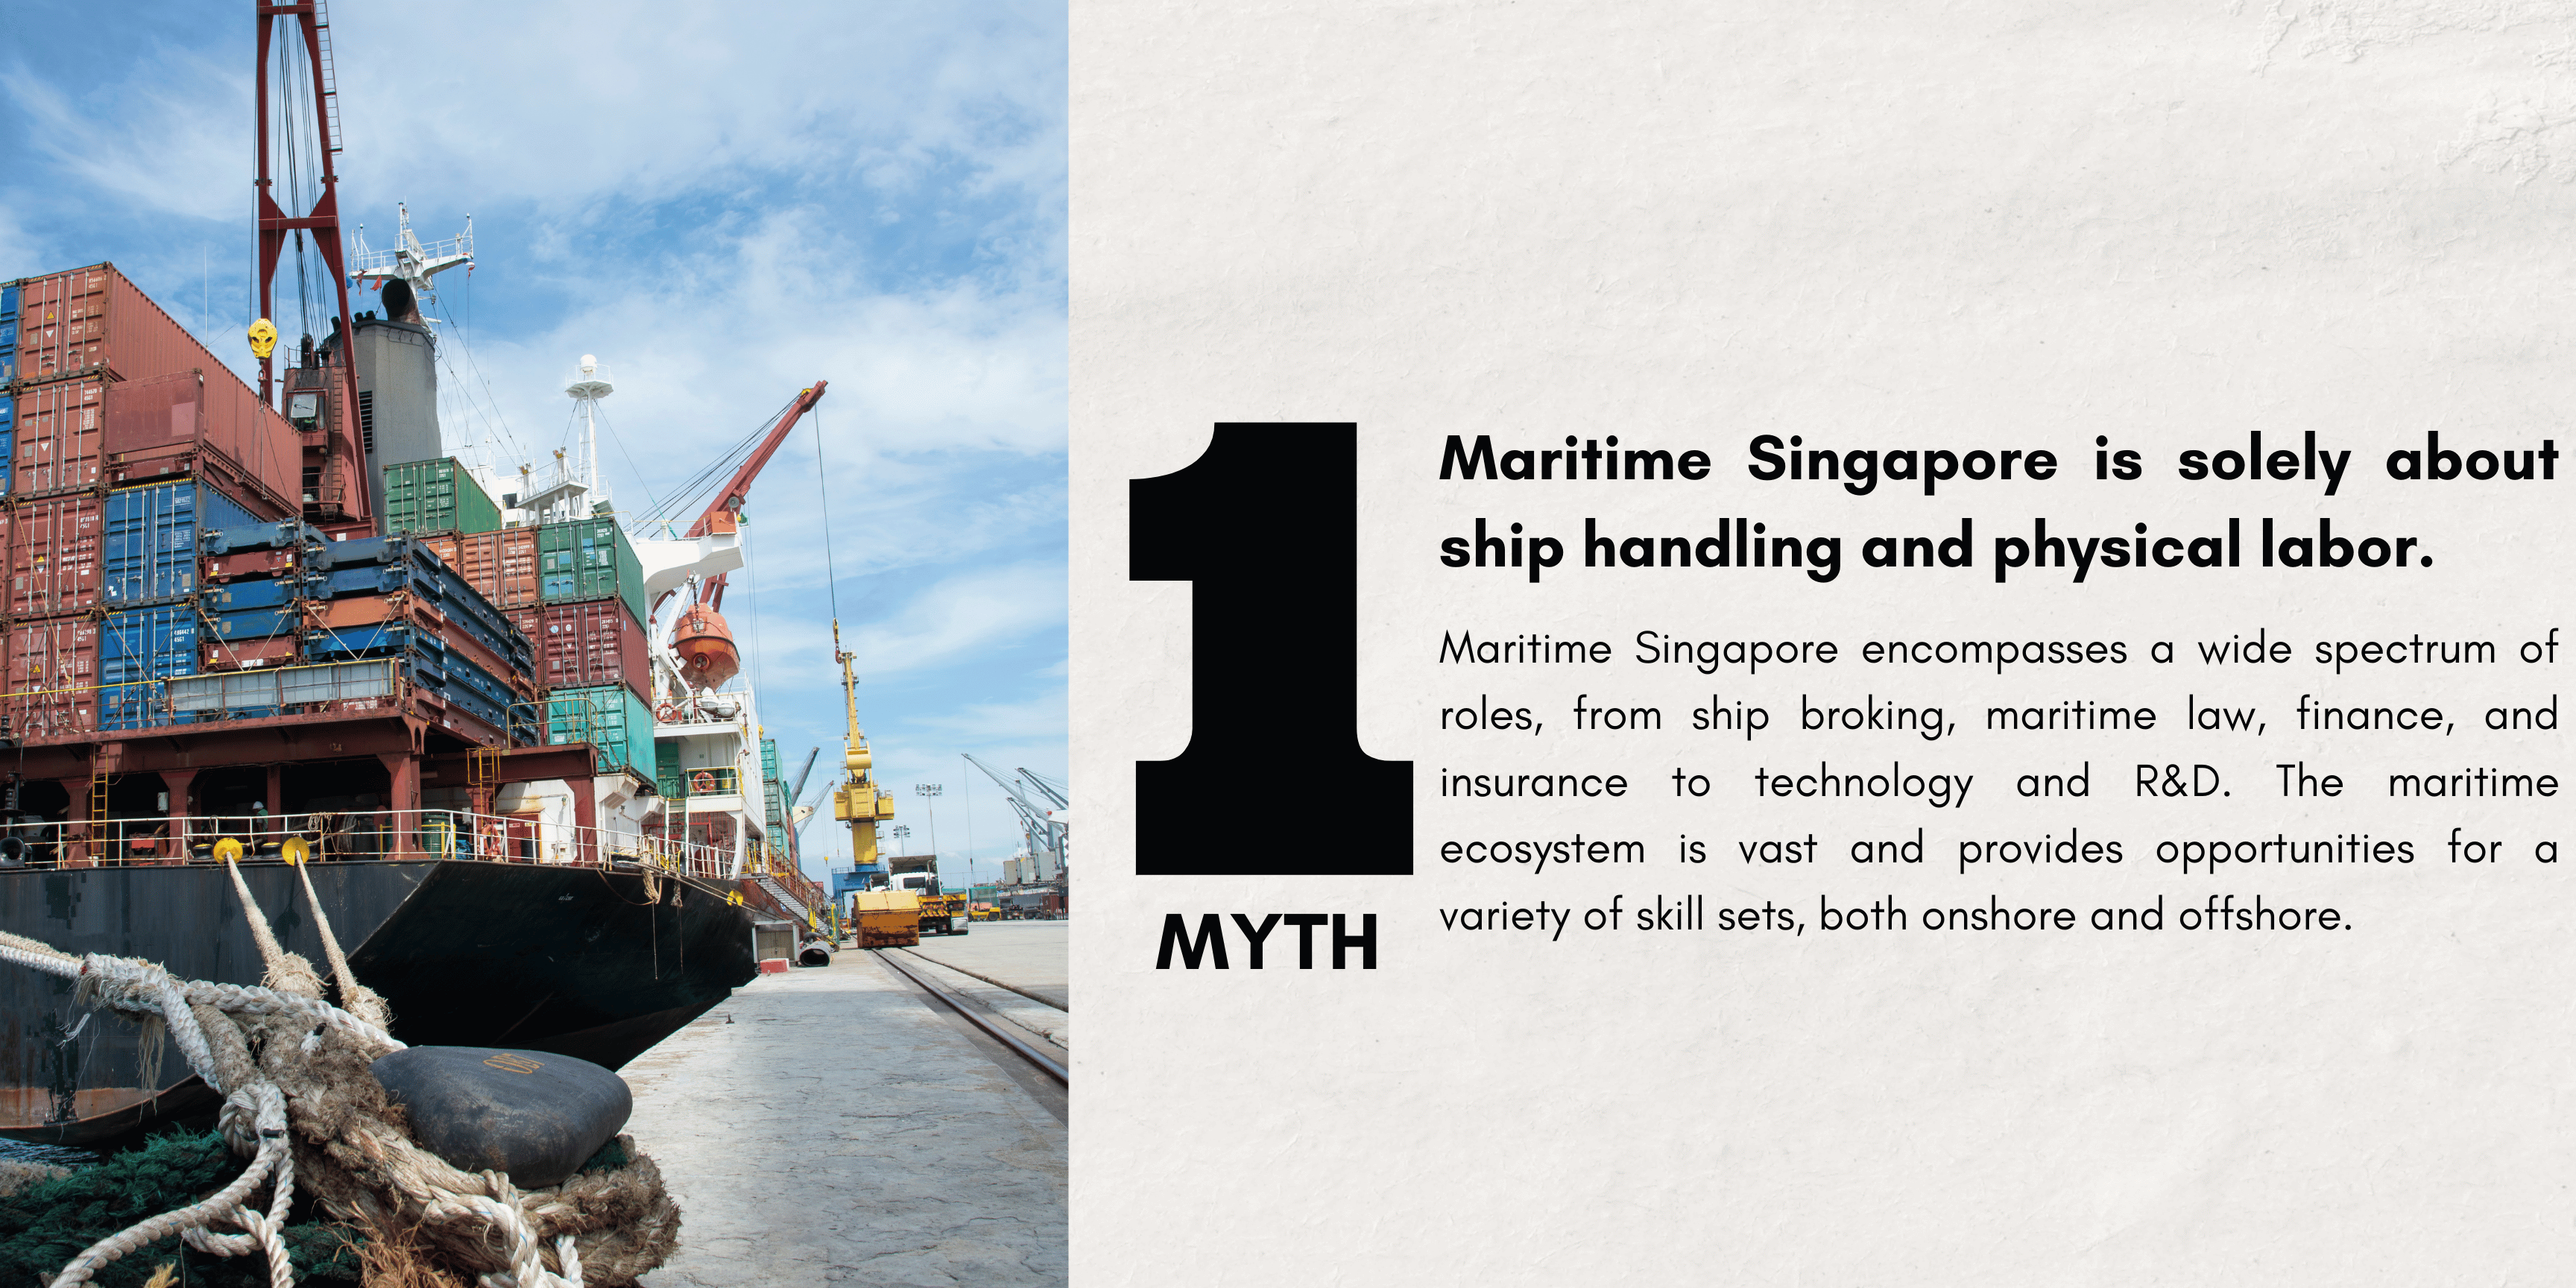 1
MYTH
Maritime Singapore is solely about
ship handling and physical labor.
Maritime Singapore encompasses a wide spectrum of
roles, from ship broking, maritime law, finance, and
insurance to technology and R&D. The maritime
ecosystem is vast and provides opportunities for a
variety of skill sets, both onshore and offshore.